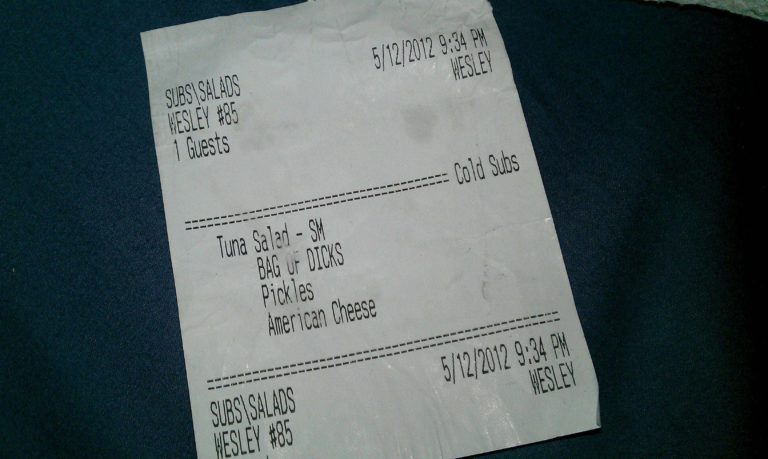 5/12/2012 9:34 PM
SUBS\SALADS WESLEY
WESLEY #85
1 Guests
================================ Cold Subs
Tuna Salad - SM
BAG OF DICKS
Pickles
American Cheese
============================================
5/12/2012 9:34 PM
SUBS\SALADS WESLEY
WESLEY #85